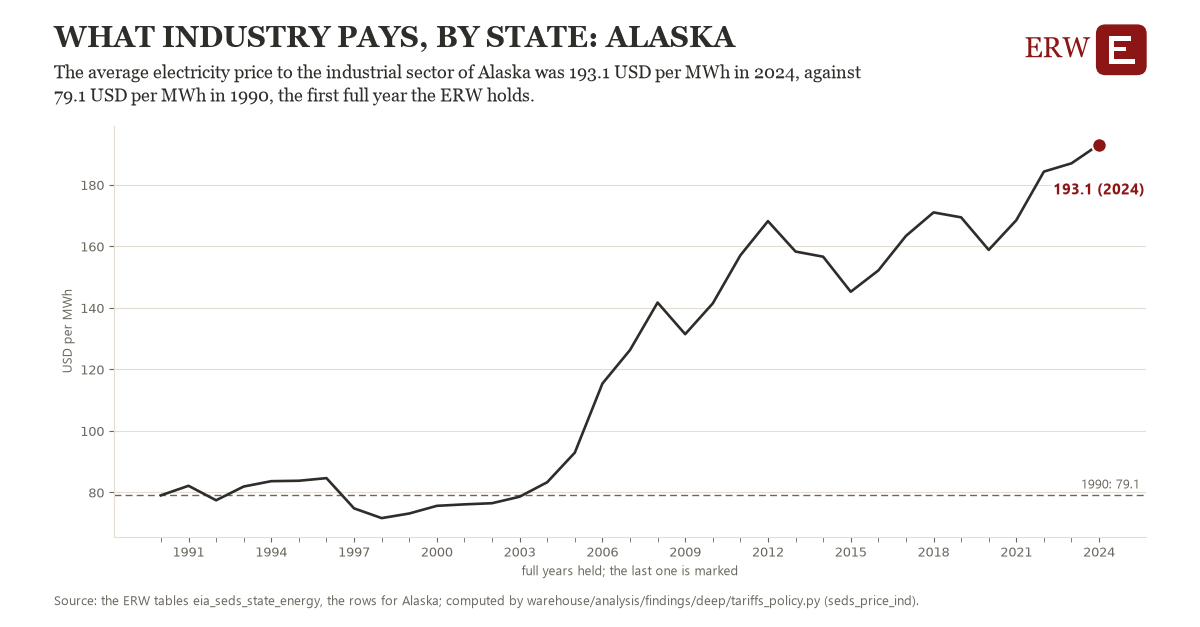 WHAT INDUSTRY PAYS, BY STATE: ALASKA
ERW E
The average electricity price to the industrial sector of Alaska was 193.1 USD per MWh in 2024, against
79.1 USD per MWh in 1990, the first full year the ERW holds.
USD per MWh
180
160
140
120
100
80
193.1 (2024)
1990: 79.1
1991 1994 1997 2000 2003 2006 2009 2012 2015 2018 2021 2024
full years held; the last one is marked
Source: the ERW tables eia_seds_state_energy, the rows for Alaska; computed by warehouse/analysis/findings/deep/tariffs_policy.py (seds_price_ind).